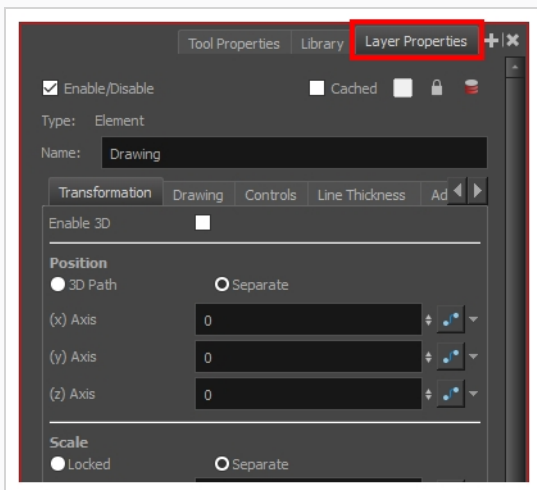 Tool Properties Library Layer Properties
Enable/Disable Cached
Type: Element
Name: Drawing
Transformation Drawing Controls Line Thickness Ad
Enable 3D
Position
3D Path Separate
(x) Axis 0
(y) Axis 0
(z) Axis 0
Scale
Locked Separate